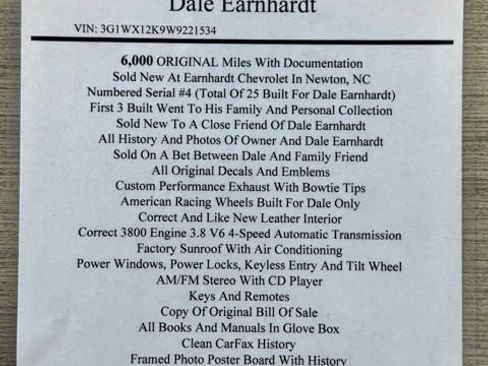 Dale Earnhardt
VIN: 3G1WX12K9W9221534
6,000 ORIGINAL Miles With Documentation
Sold New At Earnhardt Chevrolet In Newton, NC
Numbered Serial #4 (Total Of 25 Built For Dale Earnhardt)
First 3 Built Went To His Family And Personal Collection
Sold New To A Close Friend Of Dale Earnhardt
All History And Photos Of Owner And Dale Earnhardt
Sold On A Bet Between Dale And Family Friend
All Original Decals And Emblems
Custom Performance Exhaust With Bowtie Tips
American Racing Wheels Built For Dale Only
Correct And Like New Leather Interior
Correct 3800 Engine 3.8 V6 4-Speed Automatic Transmission
Factory Sunroof With Air Conditioning
Power Windows, Power Locks, Keyless Entry And Tilt Wheel
AM/FM Stereo With CD Player
Keys And Remotes
Copy Of Original Bill Of Sale
All Books And Manuals In Glove Box
Clean CarFax History
Framed Photo Poster Board With History